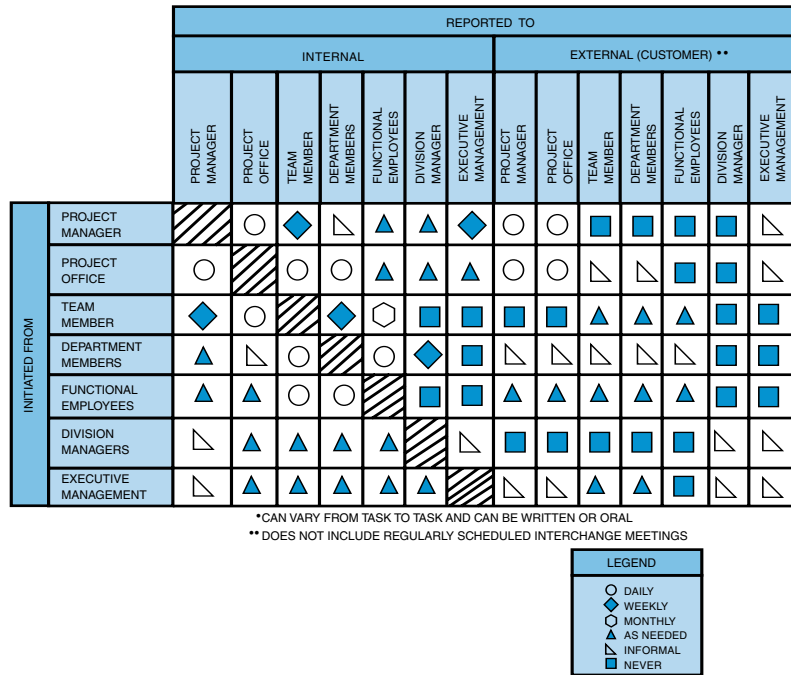 REPORTED TO
INTERNAL
EXTERNAL (CUSTOMER) **
PROJECT
MANAGER
PROJECT
OFFICE
TEAM
MEMBER
DEPARTMENT
MEMBERS
FUNCTIONAL
EMPLOYEES
DIVISION
MANAGER
EXECUTIVE
MANAGEMENT
PROJECT
MANAGER
PROJECT
OFFICE
TEAM
MEMBER
DEPARTMENT
MEMBERS
FUNCTIONAL
EMPLOYEES
DIVISION
MANAGER
EXECUTIVE
MANAGEMENT
INITIATED FROM
PROJECT
MANAGER
PROJECT
OFFICE
TEAM
MEMBER
DEPARTMENT
MEMBERS
FUNCTIONAL
EMPLOYEES
DIVISION
MANAGERS
EXECUTIVE
MANAGEMENT
*CAN VARY FROM TASK TO TASK AND CAN BE WRITTEN OR ORAL
** DOES NOT INCLUDE REGULARLY SCHEDULED INTERCHANGE MEETINGS
LEGEND
DAILY
WEEKLY
MONTHLY
AS NEEDED
INFORMAL
NEVER